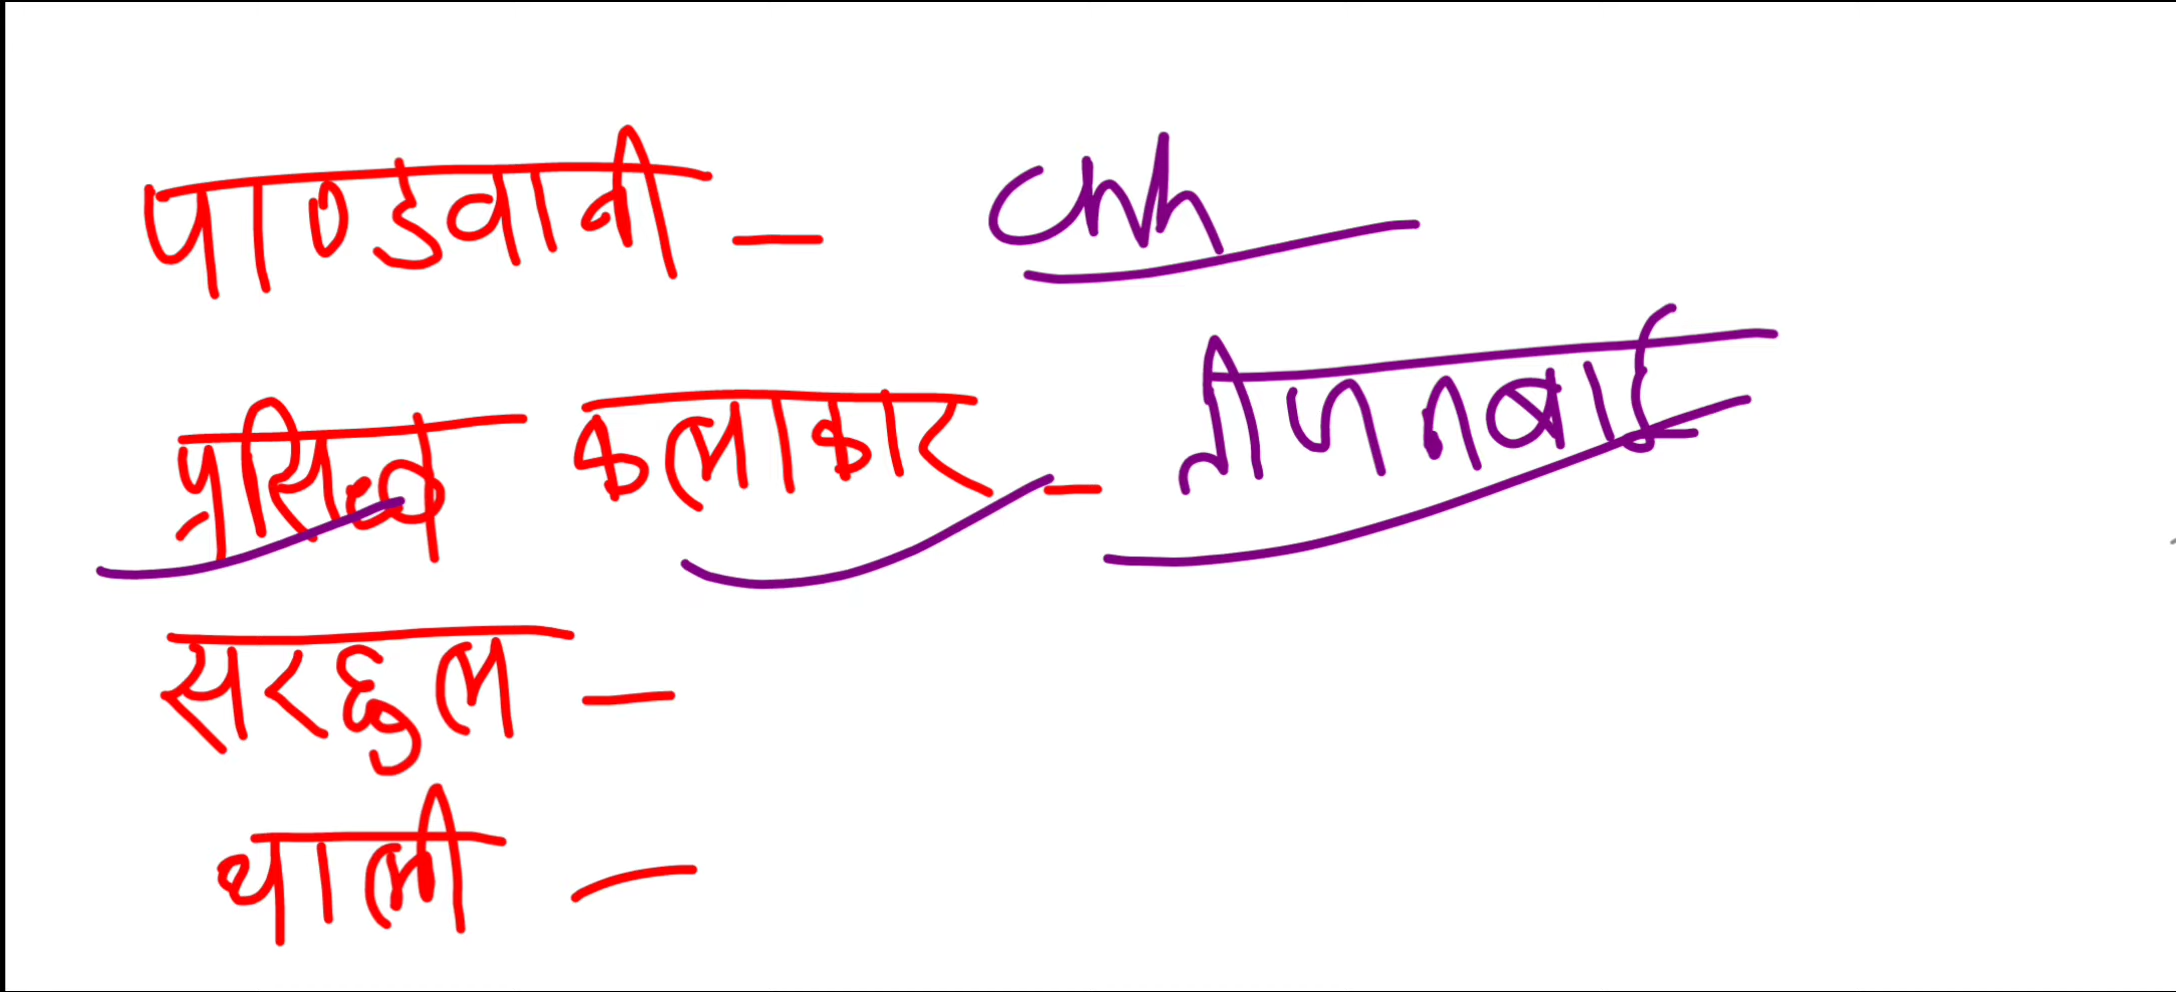 पाण्डवानी - Chh
प्रसिद्ध कलाकार - तीजनबाई
सरहुल -
थाली -